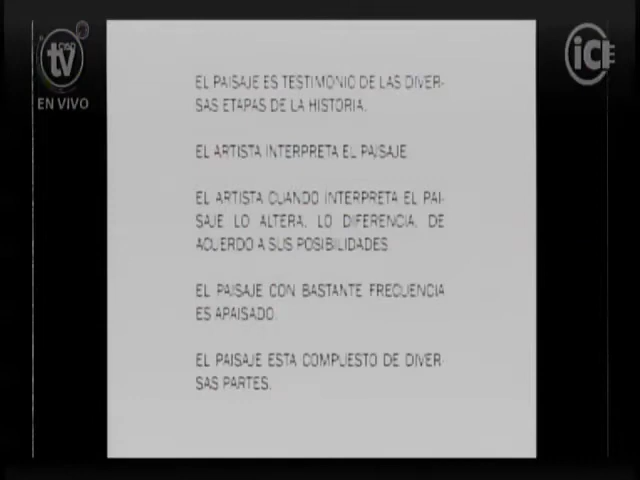 tv
EN VIVO
EL PAISAJE ES TESTIMONIO DE LAS DIVER-
SAS ETAPAS DE LA HISTORIA.
EL ARTISTA INTERPRETA EL PAISAJE
EL ARTISTA CUANDO INTERPRETA EL PAI-
SAJE LO ALTERA, LO DIFERENCIA, DE
ACUERDO A SUS POSIBILIDADES
EL PAISAJE CON BASTANTE FRECUENCIA
ES APAISADO.
EL PAISAJE ESTA COMPUESTO DE DIVER-
SAS PARTES.